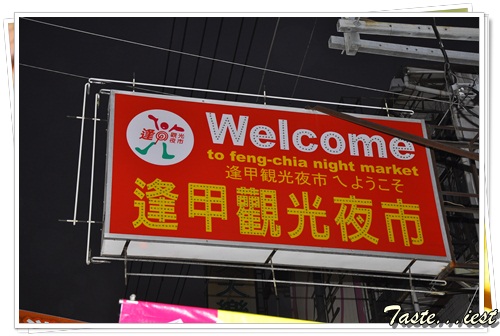 Welcome
to feng-chia night market
逢甲観光夜市へようこそ
逢甲觀光夜市
逢甲
觀光
夜市
Taste...iest